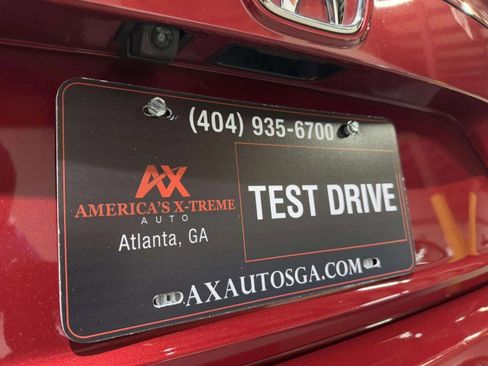 (404) 935-6700
AX
AMERICA'S X-TREME
AUTO
Atlanta, GA
TEST DRIVE
AXAUTOSGA.COM